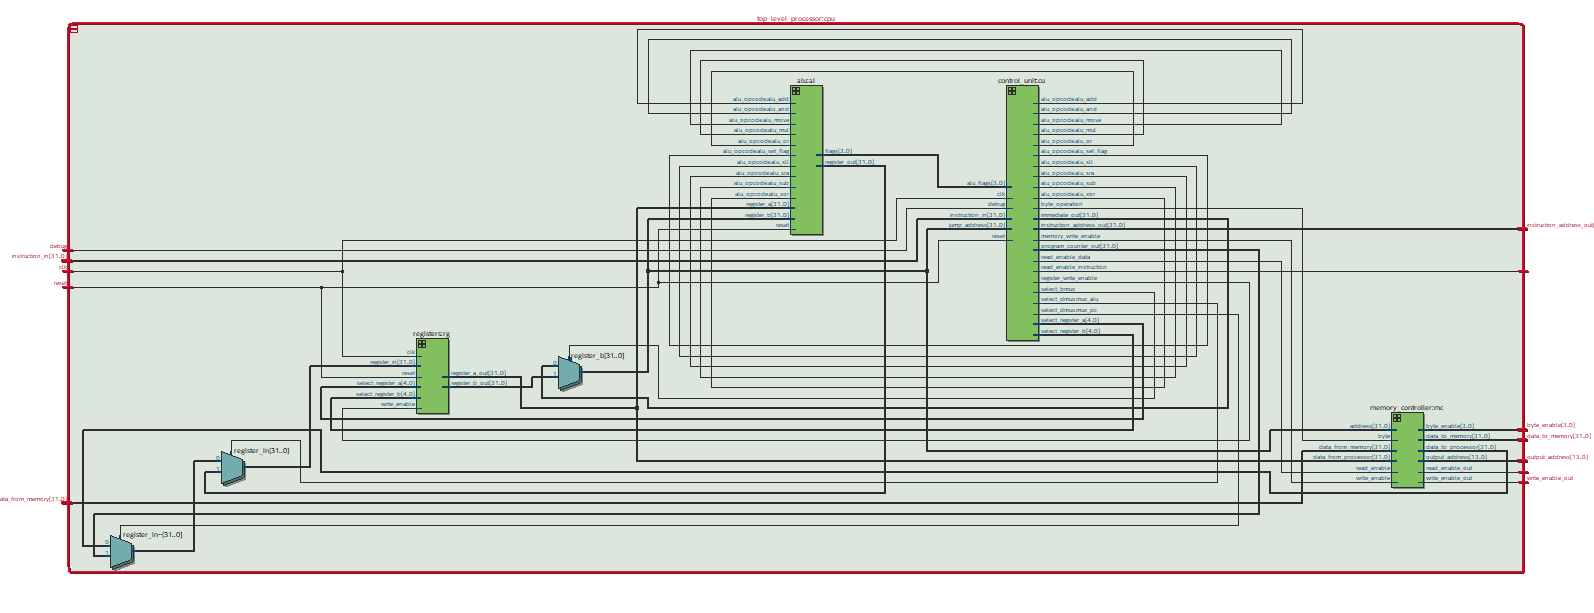 top_level_processor:cpu
alu:al
alu_opcode.alu_add
alu_opcode.alu_and
alu_opcode.alu_move
alu_opcode.alu_mul
alu_opcode.alu_or
alu_opcode.alu_set_flag
alu_opcode.alu_sll
alu_opcode.alu_sra
alu_opcode.alu_sub
alu_opcode.alu_xor
register_a[31..0]
register_b[31..0]
reset
flags[3..0]
register_out[31..0]
control_unit:cu
alu_flags[3..0]
clk
debug
instruction_in[31..0]
jump_address[31..0]
reset
alu_opcode.alu_add
alu_opcode.alu_and
alu_opcode.alu_move
alu_opcode.alu_mul
alu_opcode.alu_or
alu_opcode.alu_set_flag
alu_opcode.alu_sll
alu_opcode.alu_sra
alu_opcode.alu_sub
alu_opcode.alu_xor
byte_operation
immediate_out[31..0]
instruction_address_out[31..0]
memory_write_enable
program_counter_out[31..0]
read_enable_data
read_enable_instruction
register_write_enable
select_bmux
select_dmux.mux_alu
select_dmux.mux_pc
select_register_a[4..0]
select_register_b[4..0]
debug
instruction_in[31..0]
clk
reset
registers:rg
clk
register_in[31..0]
reset
select_register_a[4..0]
select_register_b[4..0]
write_enable
register_a_out[31..0]
register_b_out[31..0]
register_b[31..0]
0
1
register_in[31..0]
0
1
ata_from_memory[31..0]
register_in~[31..0]
0
1
memory_controller:mc
address[31..0]
byte
data_from_memory[31..0]
data_from_processor[31..0]
read_enable
write_enable
byte_enable[3..0]
data_to_memory[31..0]
data_to_processor[31..0]
output_address[13..0]
read_enable_out
write_enable_out
instruction_address_out
byte_enable[3..0]
data_to_memory[31..0]
output_address[13..0]
write_enable_out